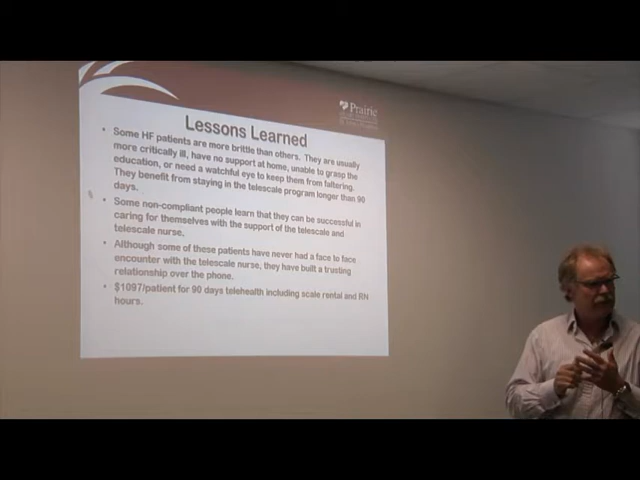 Prairie
Lessons Learned
• Some HF patients are more brittle than others. They are usually
more critically ill, have no support at home, unable to grasp the
education, or need a watchful eye to keep them from faltering.
They benefit from staying in the telescale program longer than 90
days.
• Some non-compliant people learn that they can be successful in
caring for themselves with the support of the telescale and
telescale nurse.
• Although some of these patients have never had a face to face
encounter with the telescale nurse, they have built a trusting
relationship over the phone.
• $1097/patient for 90 days telehealth including scale rental and RN
hours.